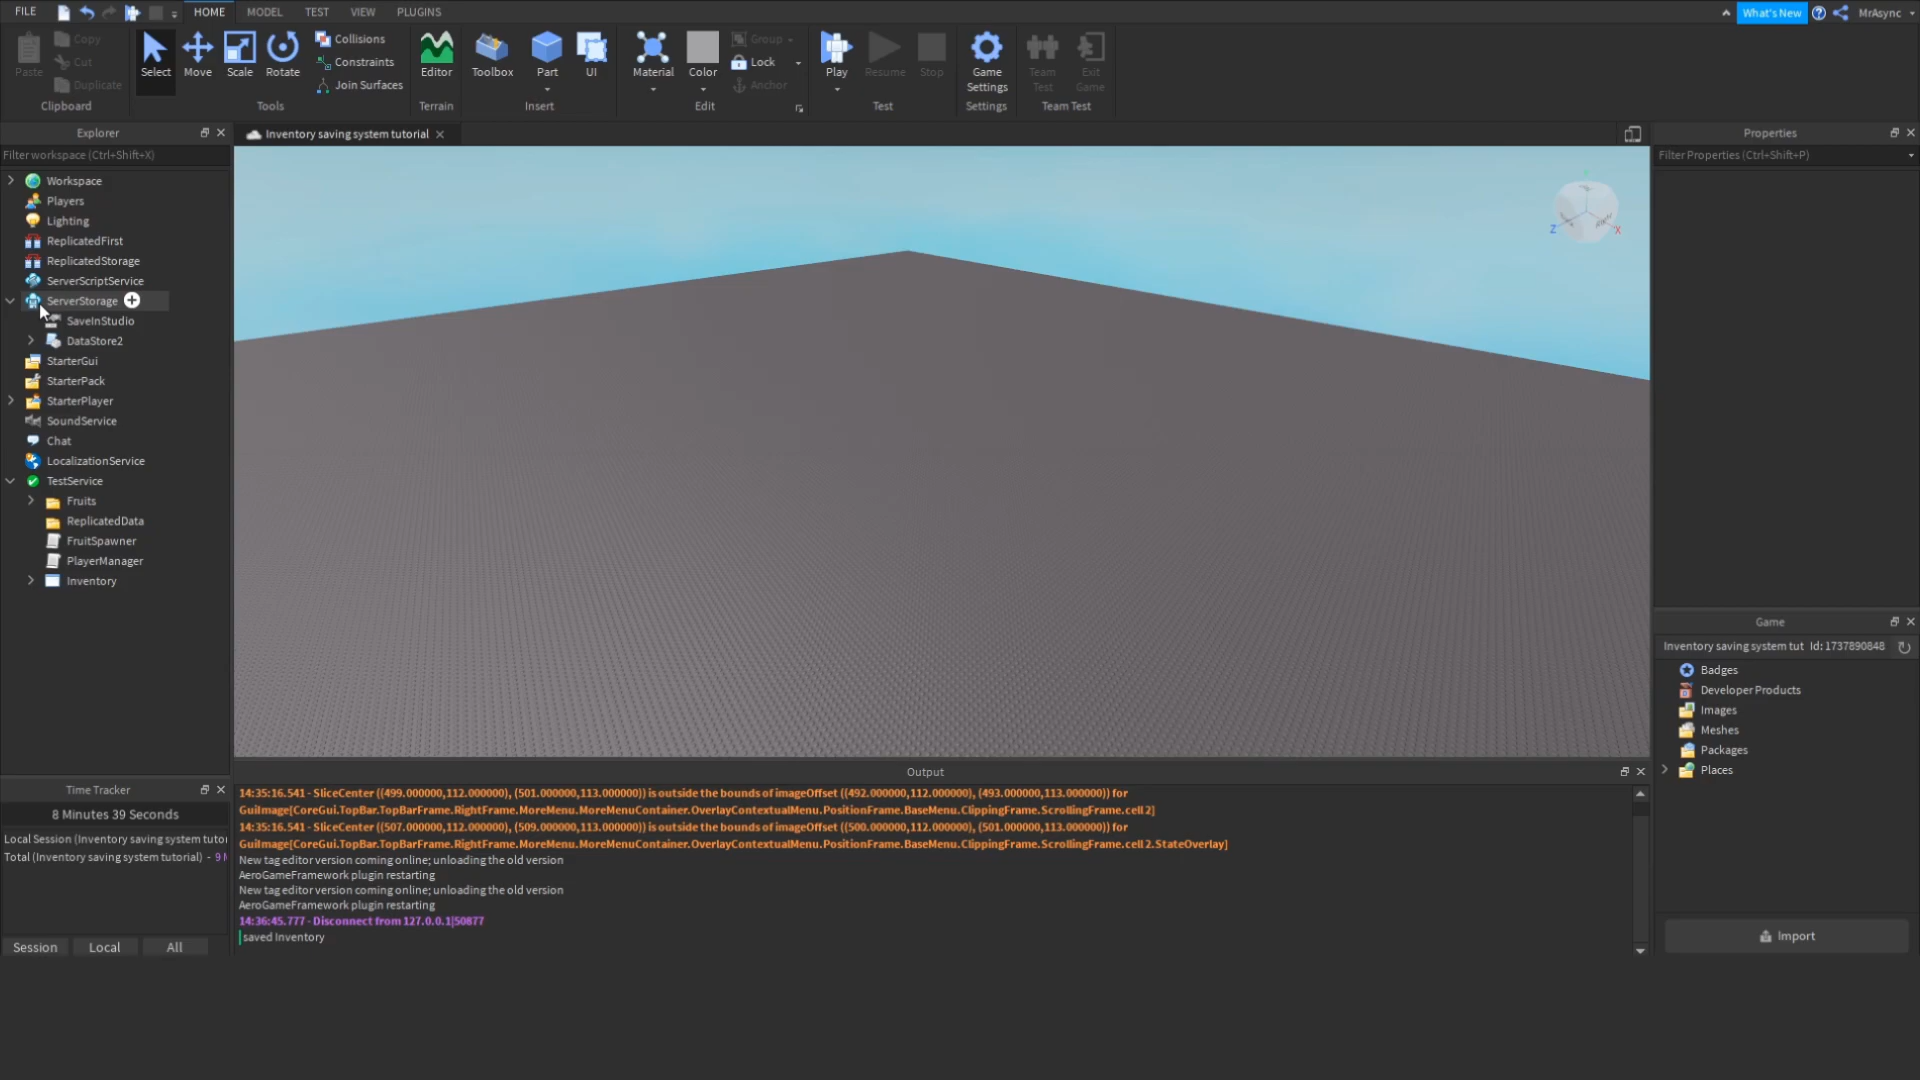 FILE
HOME
MODEL
TEST
VIEW
PLUGINS
What's New
MrAsync
Paste
Copy
Cut
Duplicate
Clipboard
Select
Move
Scale
Rotate
Collisions
Constraints
Join Surfaces
Tools
Editor
Terrain
Toolbox
Part
UI
Insert
Material
Color
Group
Lock
Anchor
Edit
Play
Resume
Stop
Test
Game
Settings
Settings
Team
Test
Exit
Game
Team Test
Explorer
Filter workspace (Ctrl+Shift+X)
Workspace
Players
Lighting
ReplicatedFirst
ReplicatedStorage
ServerScriptService
ServerStorage
SaveInStudio
DataStore2
StarterGui
StarterPack
StarterPlayer
SoundService
Chat
LocalizationService
TestService
Fruits
ReplicatedData
FruitSpawner
PlayerManager
Inventory
Time Tracker
8 Minutes 39 Seconds
Local Session (Inventory saving system tutor
Total (Inventory saving system tutorial) - 9
Session
Local
All
Inventory saving system tutorial
Z
Right
X
Output
14:35:16.541 - SliceCenter ((499.000000,112.000000), (501.000000,113.000000)) is outside the bounds of imageOffset ((492.000000,112.000000), (493.000000,113.000000)) for
GuiImage[CoreGui.TopBar.TopBarFrame.RightFrame.MoreMenu.MoreMenuContainer.OverlayContextualMenu.PositionFrame.BaseMenu.ClippingFrame.ScrollingFrame.cell 2]
14:35:16.541 - SliceCenter ((507.000000,112.000000), (509.000000,113.000000)) is outside the bounds of imageOffset ((500.000000,112.000000), (501.000000,113.000000)) for
GuiImage[CoreGui.TopBar.TopBarFrame.RightFrame.MoreMenu.MoreMenuContainer.OverlayContextualMenu.PositionFrame.BaseMenu.ClippingFrame.ScrollingFrame.cell 2.StateOverlay]
New tag editor version coming online; unloading the old version
AeroGameFramework plugin restarting
New tag editor version coming online; unloading the old version
AeroGameFramework plugin restarting
14:36:45.777 - Disconnect from 127.0.0.1|50877
saved Inventory
Properties
Filter Properties (Ctrl+Shift+P)
Game
Inventory saving system tut Id: 1737890848
Badges
Developer Products
Images
Meshes
Packages
Places
Import